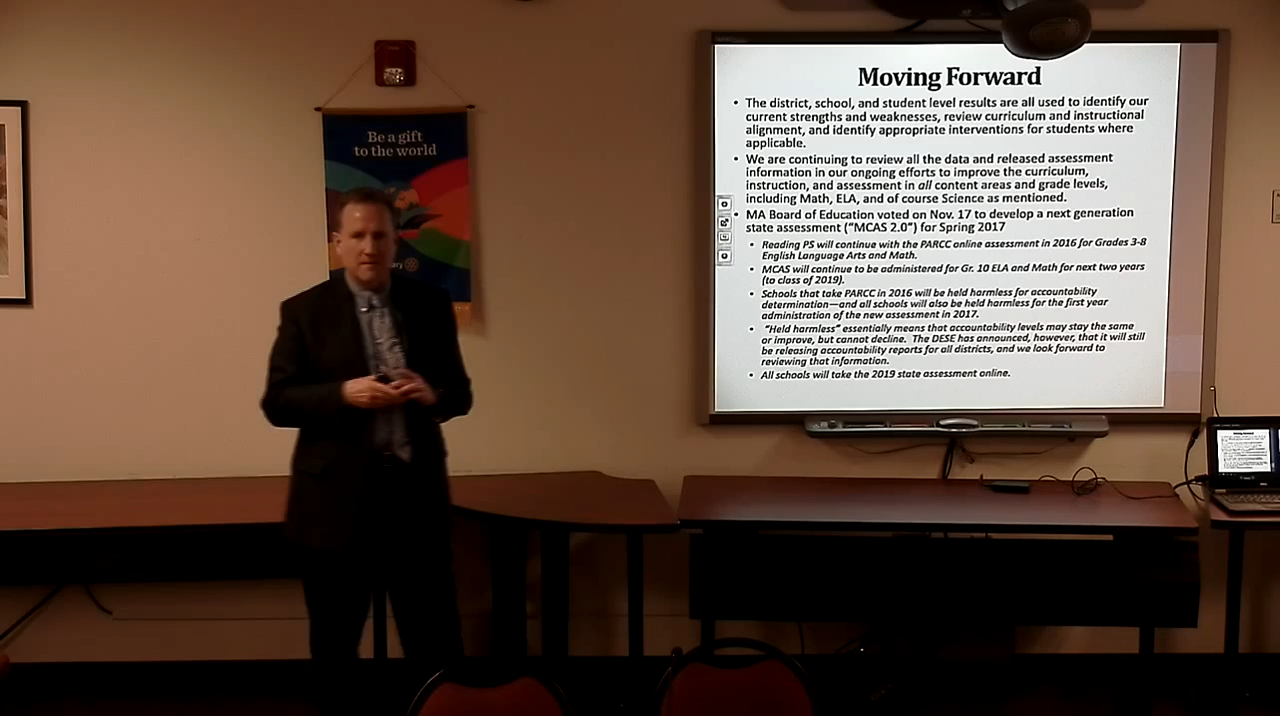 Be a gift
to the world
ary
Moving Forward
• The district, school, and student level results are all used to identify our
current strengths and weaknesses, review curriculum and instructional
alignment, and identify appropriate interventions for students where
applicable.
• We are continuing to review all the data and released assessment
information in our ongoing efforts to improve the curriculum,
instruction, and assessment in all content areas and grade levels,
including Math, ELA, and of course Science as mentioned.
• MA Board of Education voted on Nov. 17 to develop a next generation
state assessment ("MCAS 2.0") for Spring 2017
• Reading PS will continue with the PARCC online assessment in 2016 for Grades 3-8
English Language Arts and Math.
• MCAS will continue to be administered for Gr. 10 ELA and Math for next two years
(to class of 2019).
• Schools that take PARCC in 2016 will be held harmless for accountability
determination—and all schools will also be held harmless for the first year
administration of the new assessment in 2017.
• "Held harmless" essentially means that accountability levels may stay the same
or improve, but cannot decline. The DESE has announced, however, that it will still
be releasing accountability reports for all districts, and we look forward to
reviewing that information.
• All schools will take the 2019 state assessment online.